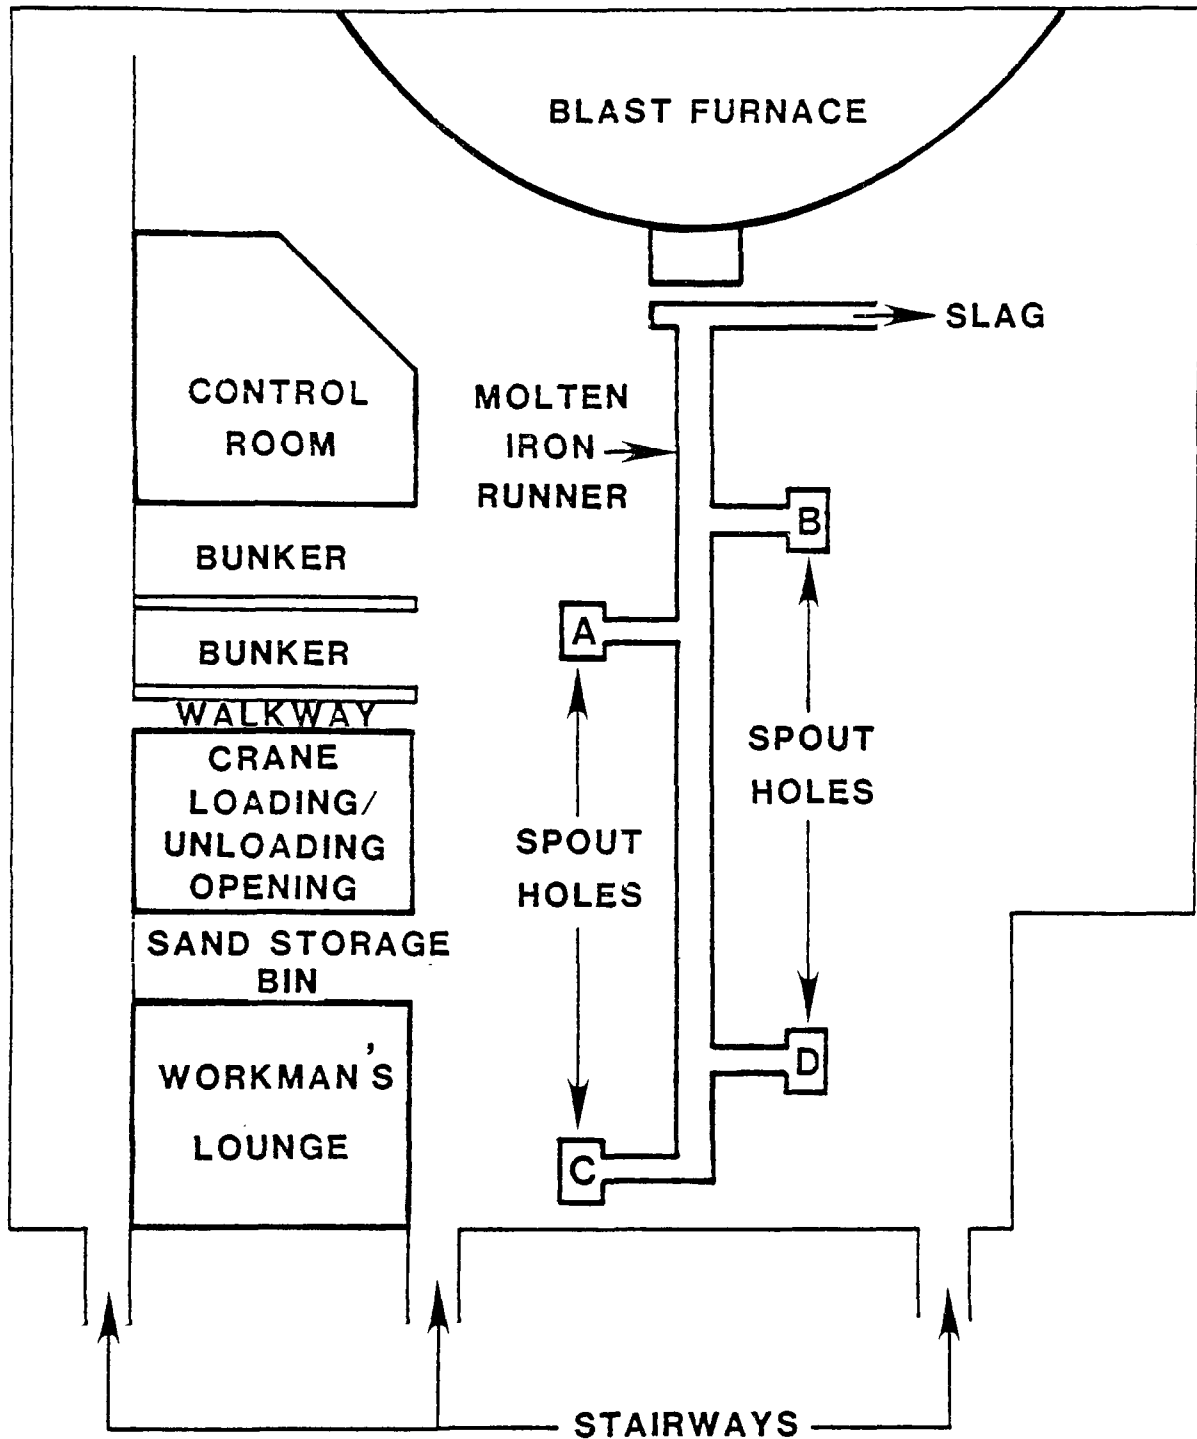 BLAST FURNACE
SLAG
CONTROL
ROOM
MOLTEN
IRON
RUNNER
B
BUNKER
A
BUNKER
WALKWAY
CRANE
LOADING/
UNLOADING
OPENING
SPOUT
HOLES
SPOUT
HOLES
SAND STORAGE
BIN
WORKMAN'S
LOUNGE
D
C
STAIRWAYS